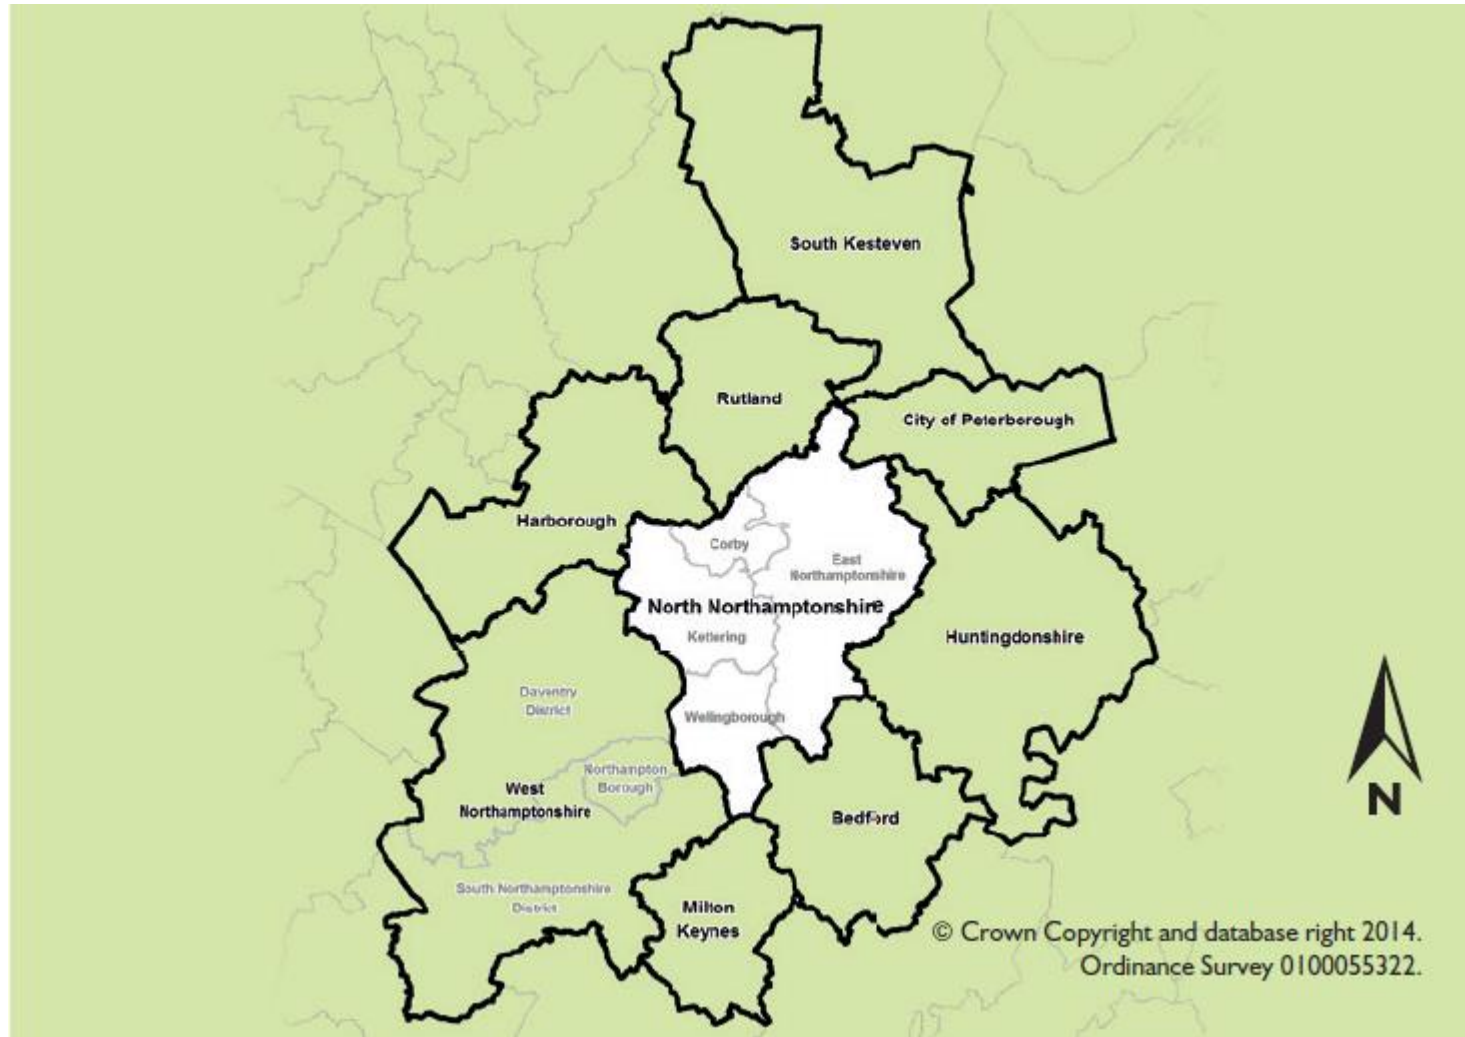 South Kesteven
Rutland
City of Peterborough
Harborough
Corby
East
Northamptonshire
North Northamptonshire
Kettering
Huntingdonshire
Daventry
District
Wellingborough
Northampton
Borough
West
Northamptonshire
Bedford
South Northamptonshire
District
Milton
Keynes
N
© Crown Copyright and database right 2014.
Ordinance Survey 0100055322.